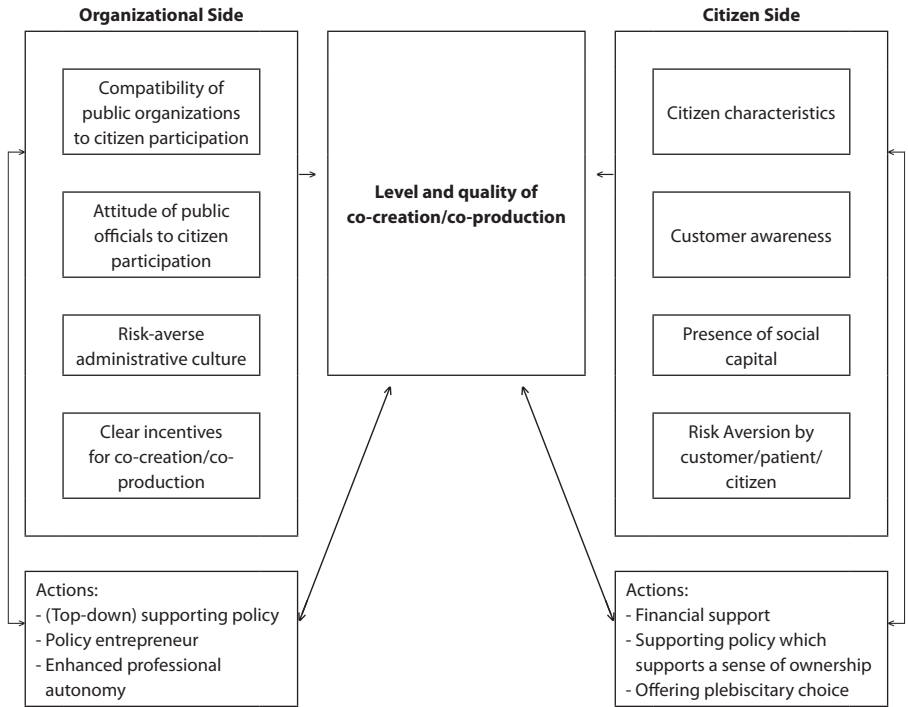 Organizational Side
Compatibility of
public organizations
to citizen participation
Attitude of public
officials to citizen
participation
Risk-averse
administrative culture
Clear incentives
for co-creation/co-
production
Actions:
- (Top-down) supporting policy
- Policy entrepreneur
- Enhanced professional
autonomy
Level and quality of
co-creation/co-production
Citizen Side
Citizen characteristics
Customer awareness
Presence of social
capital
Risk Aversion by
customer/patient/
citizen
Actions:
- Financial support
- Supporting policy which
supports a sense of ownership
- Offering plebiscitary choice